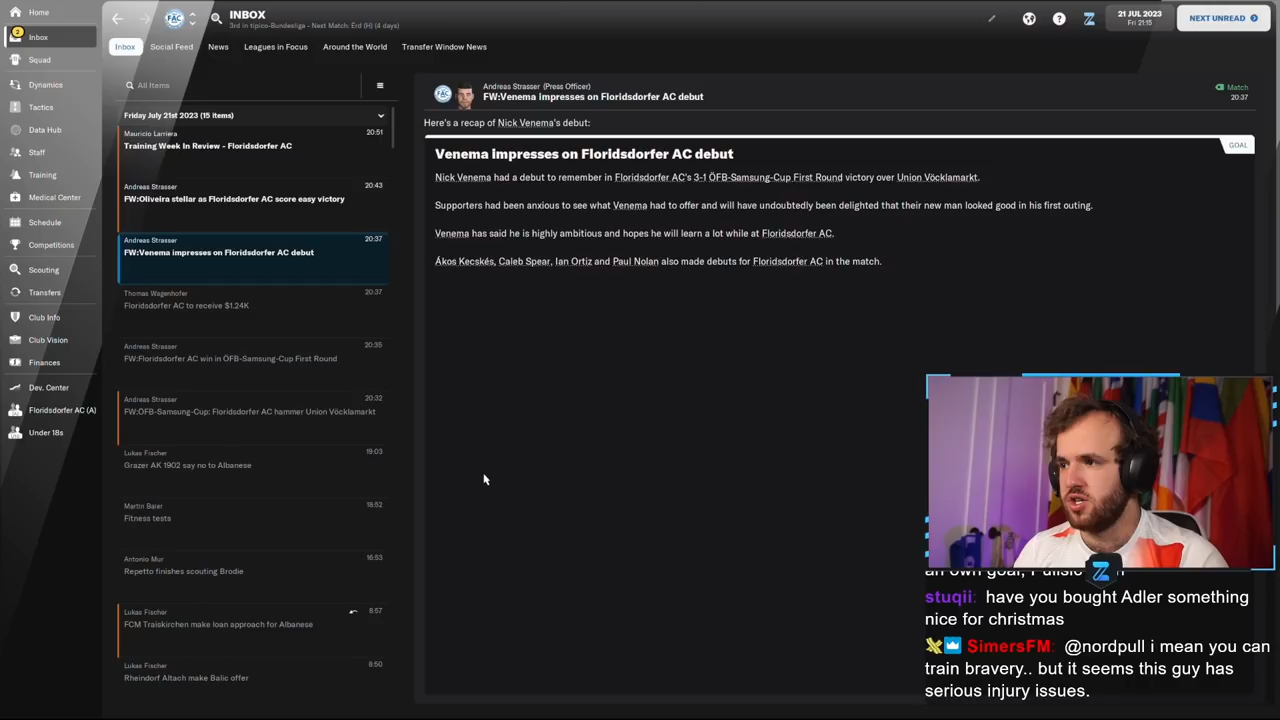 Home
2
Inbox
Squad
Dynamics
Tactics
Data Hub
Staff
Training
Medical Center
Schedule
Competitions
Scouting
Transfers
Club Info
Club Vision
Finances
Dev. Center
Floridsdorfer AC (A)
Under 18s
FAC
INBOX
3rd in tipico-Bundesliga - Next Match: Erd (H) (4 days)
21 JUL 2023
Fri 21:15
NEXT UNREAD
Inbox
Social Feed
News
Leagues in Focus
Around the World
Transfer Window News
All Items
Friday July 21st 2023 (15 items)
Mauricio Larriera
20:51
Training Week In Review - Floridsdorfer AC
Andreas Strasser
20:43
FW:Oliveira stellar as Floridsdorfer AC score easy victory
Andreas Strasser
20:37
FW:Venema impresses on Floridsdorfer AC debut
Thomas Wagenhofer
20:37
Floridsdorfer AC to receive $1.24K
Andreas Strasser
20:35
FW:Floridsdorfer AC win in ÖFB-Samsung-Cup First Round
Andreas Strasser
20:32
FW:ÖFB-Samsung-Cup: Floridsdorfer AC hammer Union Vöcklamarkt
Lukas Fischer
19:03
Grazer AK 1902 say no to Albanese
Martin Baier
18:52
Fitness tests
Antonio Mur
16:53
Repetto finishes scouting Brodie
Lukas Fischer
8:57
FCM Traiskirchen make loan approach for Albanese
Lukas Fischer
8:50
Rheindorf Altach make Balic offer
Andreas Strasser (Press Officer)
FW:Venema impresses on Floridsdorfer AC debut
Match
20:37
Here's a recap of Nick Venema's debut:
GOAL
Venema impresses on Floridsdorfer AC debut
Nick Venema had a debut to remember in Floridsdorfer AC's 3-1 ÖFB-Samsung-Cup First Round victory over Union Vöcklamarkt.
Supporters had been anxious to see what Venema had to offer and will have undoubtedly been delighted that their new man looked good in his first outing.
Venema has said he is highly ambitious and hopes he will learn a lot while at Floridsdorfer AC.
Ákos Kecskés, Caleb Spear, Ian Ortiz and Paul Nolan also made debuts for Floridsdorfer AC in the match.
an own goal,
stuqii: have you bought Adler something
nice for christmas
SimersFM: @nordpull i mean you can
train bravery.. but it seems this guy has
serious injury issues.